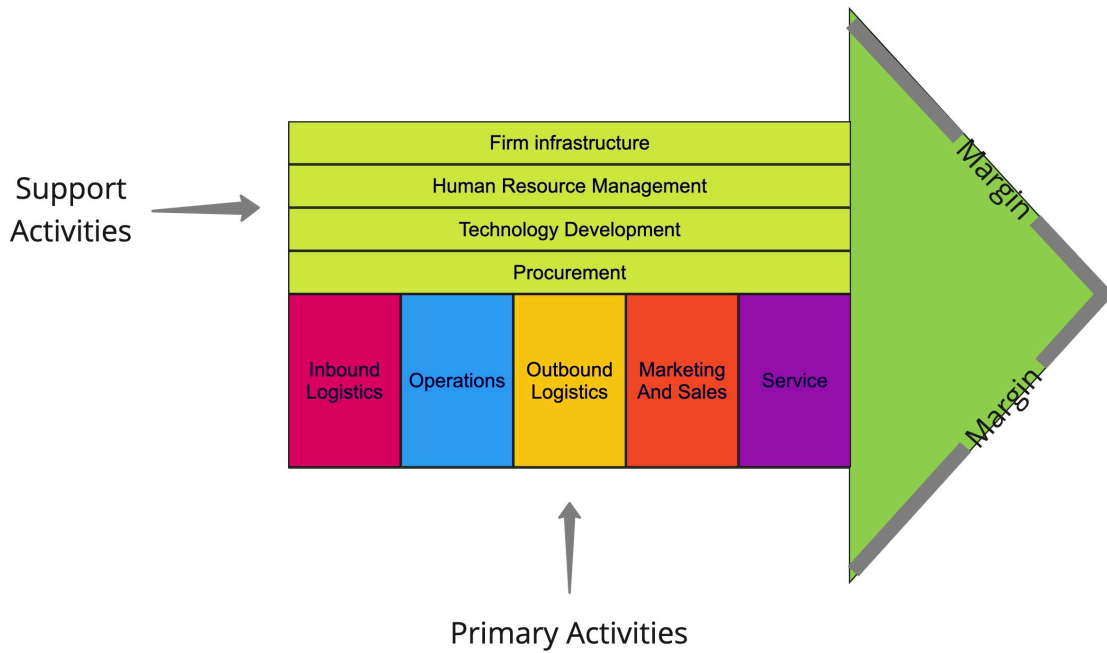 Support
Activities
Firm infrastructure
Human Resource Management
Technology Development
Procurement
Inbound
Logistics
Operations
Outbound
Logistics
Marketing
And Sales
Service
Margin
Margin
Primary Activities